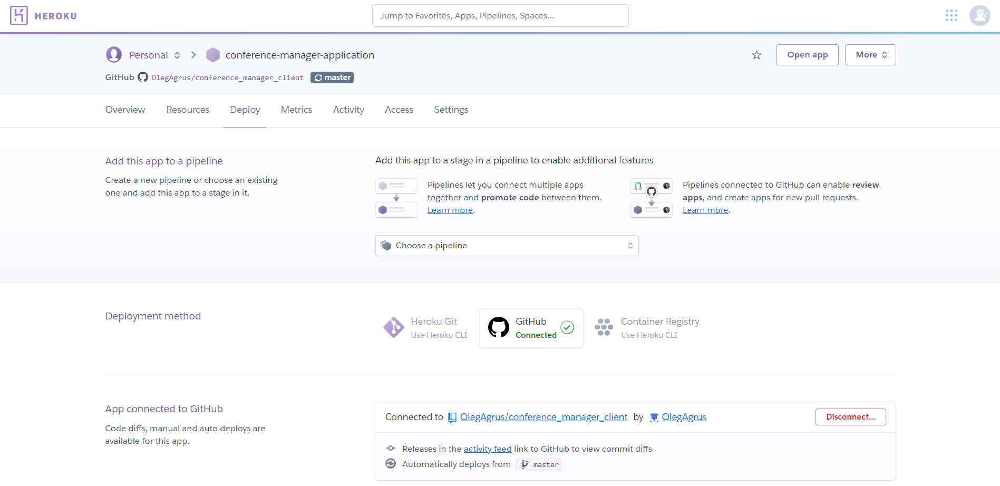 HEROKU
Jump to Favorites, Apps, Pipelines, Spaces...
Personal
conference-manager-application
Open app
More
GitHub OlegAgrus/conference_manager_client master
Overview Resources Deploy Metrics Activity Access Settings
Add this app to a pipeline
Create a new pipeline or choose an existing
one and add this app to a stage in it.
Add this app to a stage in a pipeline to enable additional features
Pipelines let you connect multiple apps
together and promote code between them.
Learn more.
Pipelines connected to GitHub can enable review
apps, and create apps for new pull requests.
Learn more.
Choose a pipeline
Deployment method
Heroku Git
Use Heroku CLI
GitHub
Connected
Container Registry
Use Heroku CLI
App connected to GitHub
Code diffs, manual and auto deploys are
available for this app.
Connected to OlegAgrus/conference_manager_client by OlegAgrus
Disconnect...
Releases in the activity feed link to GitHub to view commit diffs
Automatically deploys from master